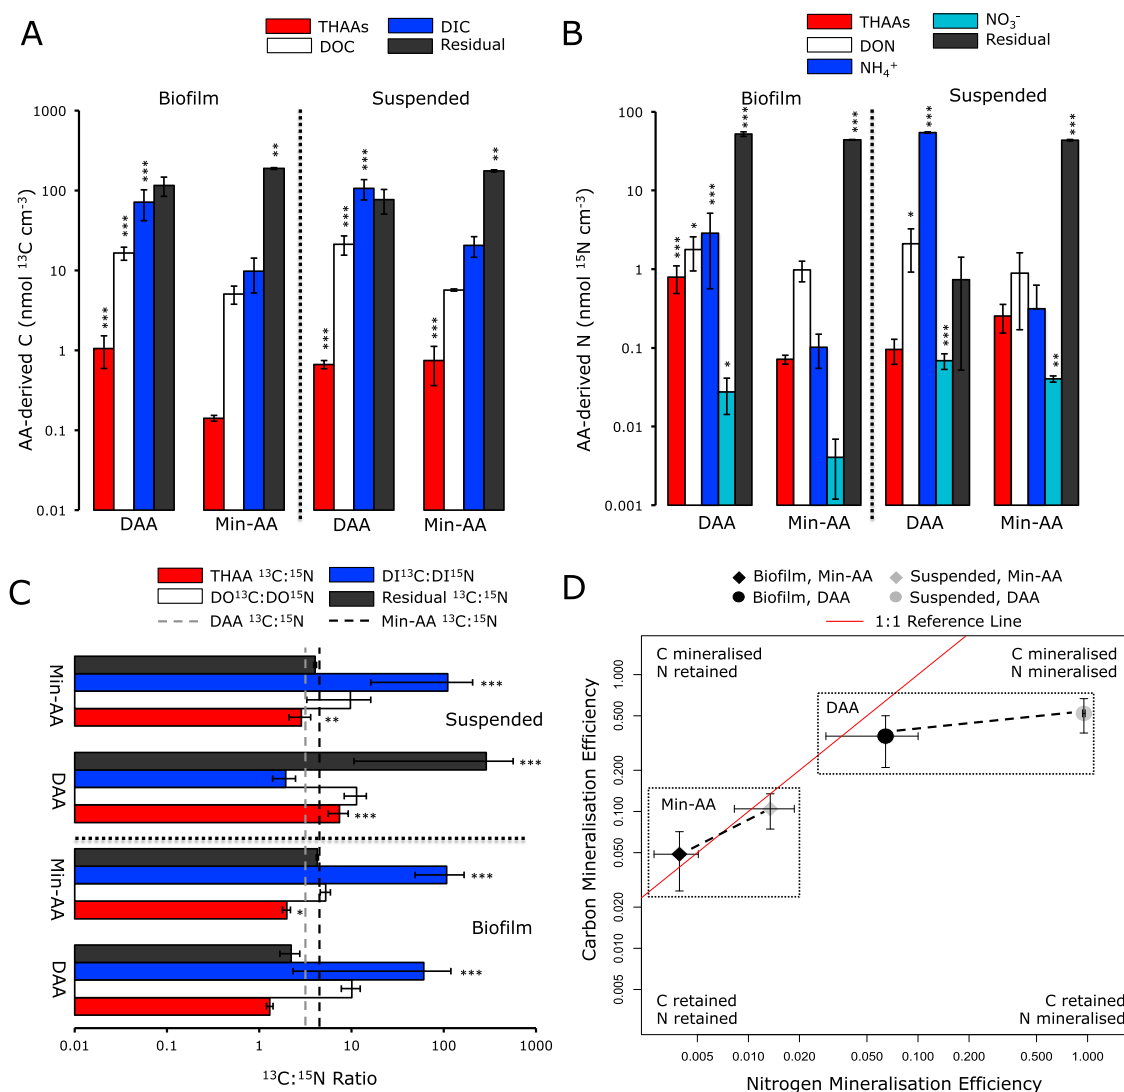 A
THAAs
DIC
DOC
Residual
Biofilm
Suspended
AA-derived C (nmol ¹³C cm⁻³)
1000
100
10
1
0.1
0.01
***
***
***
**
***
***
***
***
**
DAA
Min-AA
DAA
Min-AA
B
THAAs
NO₃⁻
DON
Residual
NH₄⁺
Biofilm
Suspended
AA-derived N (nmol ¹⁵N cm⁻³)
100
10
1
0.1
0.01
0.001
***
*
***
*
***
***
*
***
***
**
***
DAA
Min-AA
DAA
Min-AA
C
THAA ¹³C:¹⁵N
DI¹³C:DI¹⁵N
DO¹³C:DO¹⁵N
Residual ¹³C:¹⁵N
DAA ¹³C:¹⁵N
Min-AA ¹³C:¹⁵N
Min-AA
***
**
Suspended
DAA
***
***
Min-AA
***
*
Biofilm
DAA
***
0.01
0.1
1
10
100
1000
¹³C:¹⁵N Ratio
D
Biofilm, Min-AA
Suspended, Min-AA
Biofilm, DAA
Suspended, DAA
1:1 Reference Line
C mineralised
N retained
C mineralised
N mineralised
DAA
Min-AA
C retained
N retained
C retained
N mineralised
Carbon Mineralisation Efficiency
1.000
0.500
0.200
0.100
0.050
0.020
0.010
0.005
0.005
0.010
0.020
0.050
0.100
0.200
0.500
1.000
Nitrogen Mineralisation Efficiency